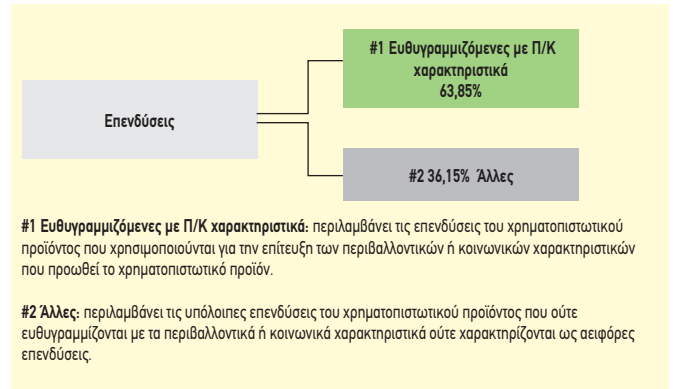 #1 Ευθυγραμμιζόμενες με Π/Κ
χαρακτηριστικά
63,85%
Επενδύσεις
#2 36,15% Άλλες
#1 Ευθυγραμμιζόμενες με Π/Κ χαρακτηριστικά: περιλαμβάνει τις επενδύσεις του χρηματοπιστωτικού
προϊόντος που χρησιμοποιούνται για την επίτευξη των περιβαλλοντικών ή κοινωνικών χαρακτηριστικών
που προωθεί το χρηματοπιστωτικό προϊόν.
#2 Άλλες: περιλαμβάνει τις υπόλοιπες επενδύσεις του χρηματοπιστωτικού προϊόντος που ούτε
ευθυγραμμίζονται με τα περιβαλλοντικά ή κοινωνικά χαρακτηριστικά ούτε χαρακτηρίζονται ως αειφόρες
επενδύσεις.